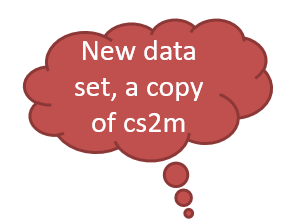 New data
set, a copy
of cs2m